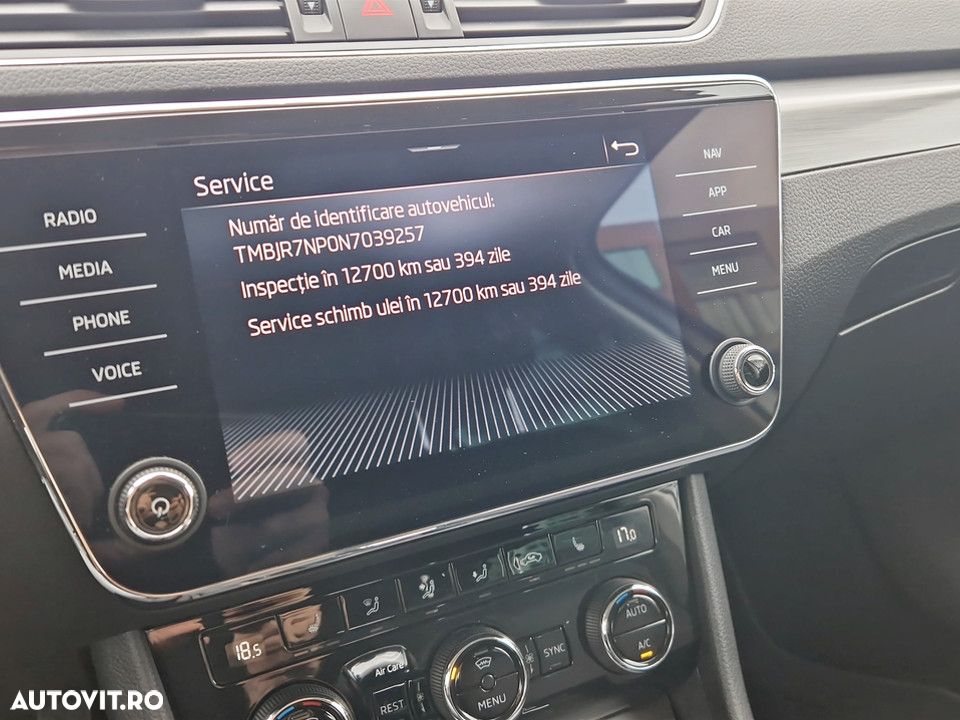 Service
Număr de identificare autovehicul:
TMBJR7NP0N7039257
Inspecție în 12700 km sau 394 zile
Service schimb ulei în 12700 km sau 394 zile
RADIO
MEDIA
PHONE
VOICE
NAV
APP
CAR
MENU
17.0
18.5
Air Care
REST
MENU
SYNC
AUTO
A/C
AUTOVIT.RO